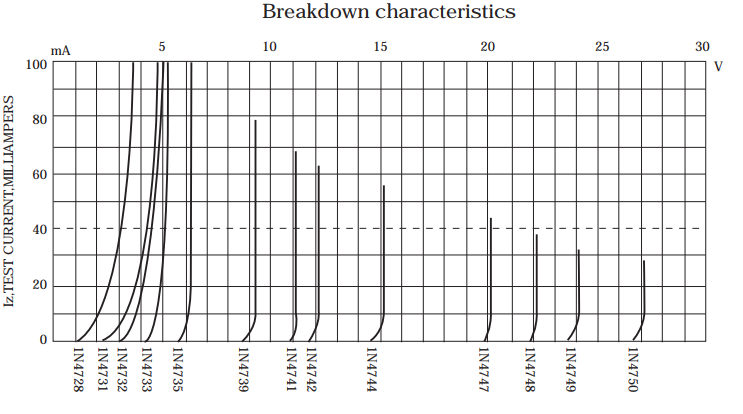 Breakdown characteristics
mA 5 10 15 20 25 30
V
100
80
60
40
20
0
Iz,TEST CURRENT,MILLIAMPERS
1N4728
1N4731
1N4732
1N4733
1N4735
1N4739
1N4741
1N4742
1N4744
1N4747
1N4748
1N4749
1N4750